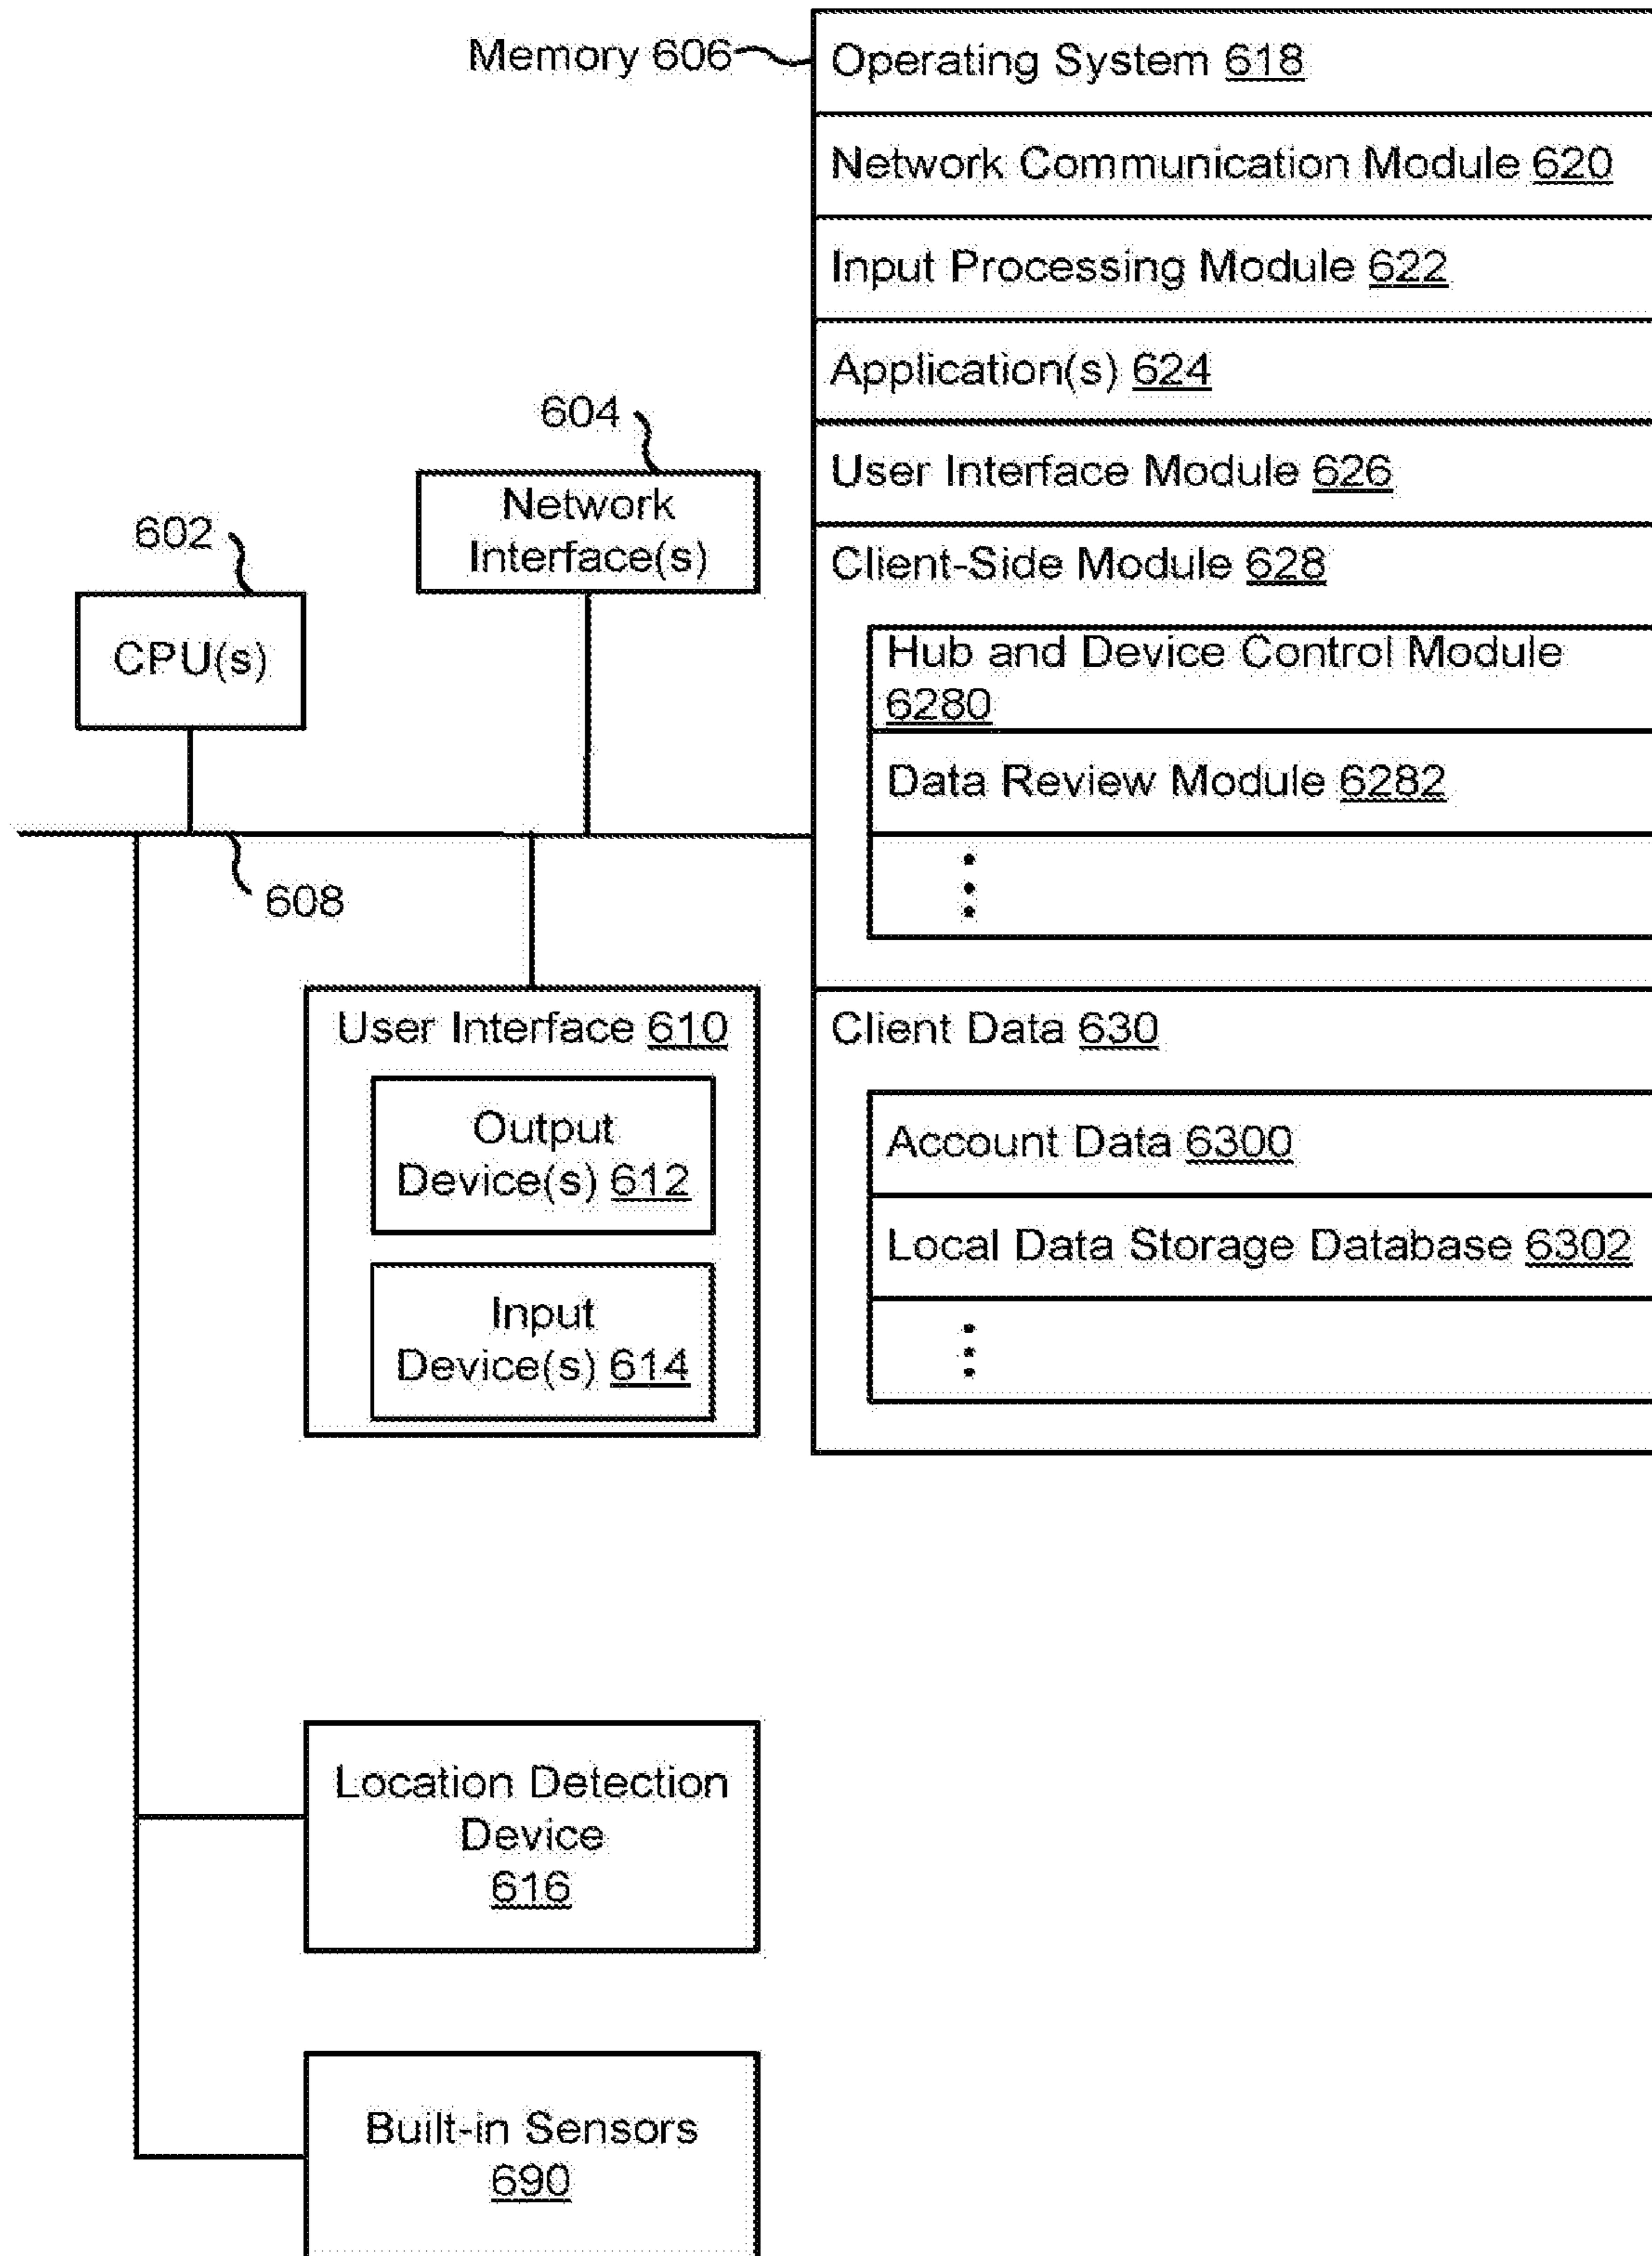 Memory 606
Operating System 618
Network Communication Module 620
Input Processing Module 622
Application(s) 624
User Interface Module 626
Client-Side Module 628
Hub and Device Control Module
6280
Data Review Module 6282
Client Data 630
Account Data 6300
Local Data Storage Database 6302
604
Network
Interface(s)
602
CPU(s)
608
User Interface 610
Output
Device(s) 612
Input
Device(s) 614
Location Detection
Device
616
Built-in Sensors
690